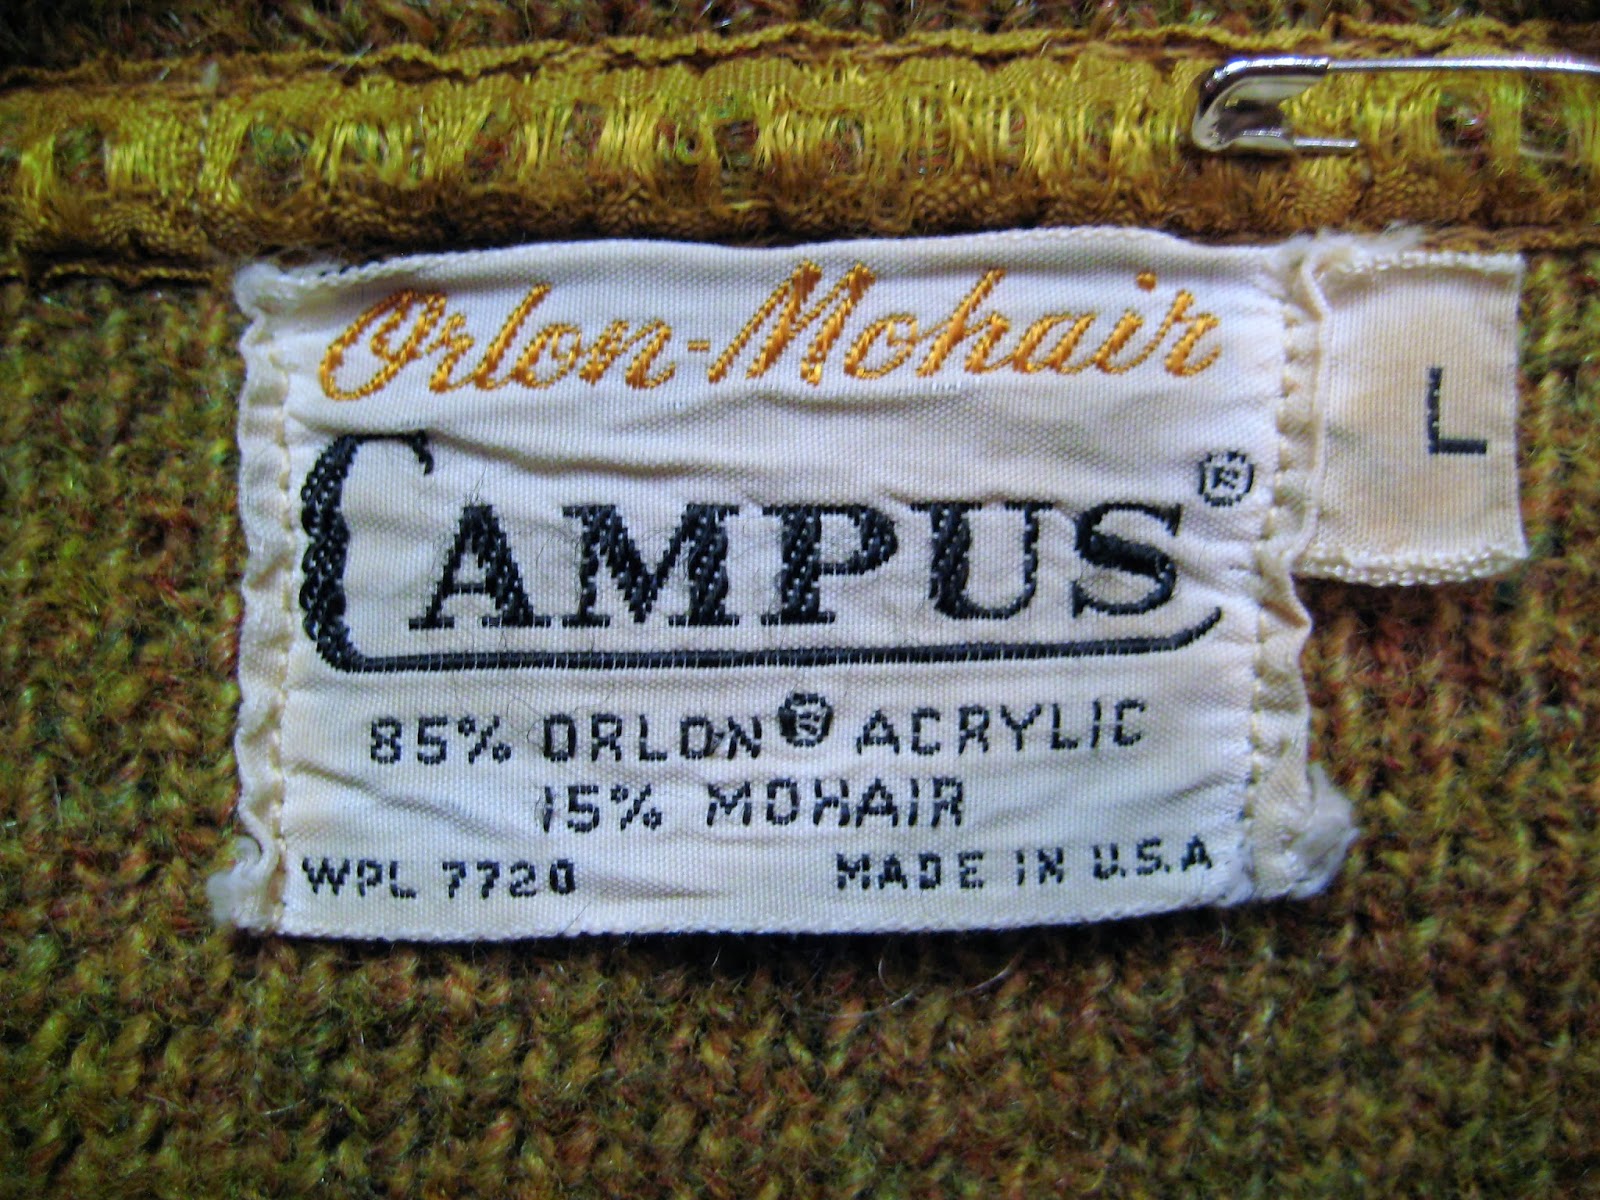 Orlon-Mohair
CAMPUS®
L
85% ORLON® ACRYLIC
15% MOHAIR
WPL 7720 MADE IN U.S.A